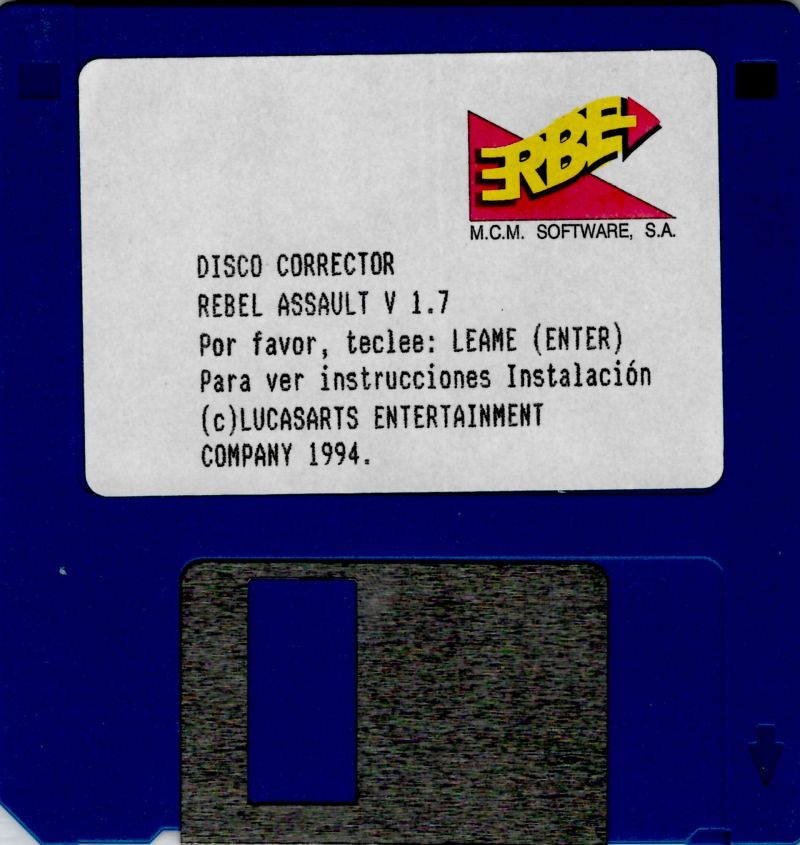 ERBE
M.C.M. SOFTWARE, S.A.
DISCO CORRECTOR
REBEL ASSAULT V 1.7
Por favor, teclee: LEAME (ENTER)
Para ver instrucciones Instalación
(c)LUCASARTS ENTERTAINMENT
COMPANY 1994.